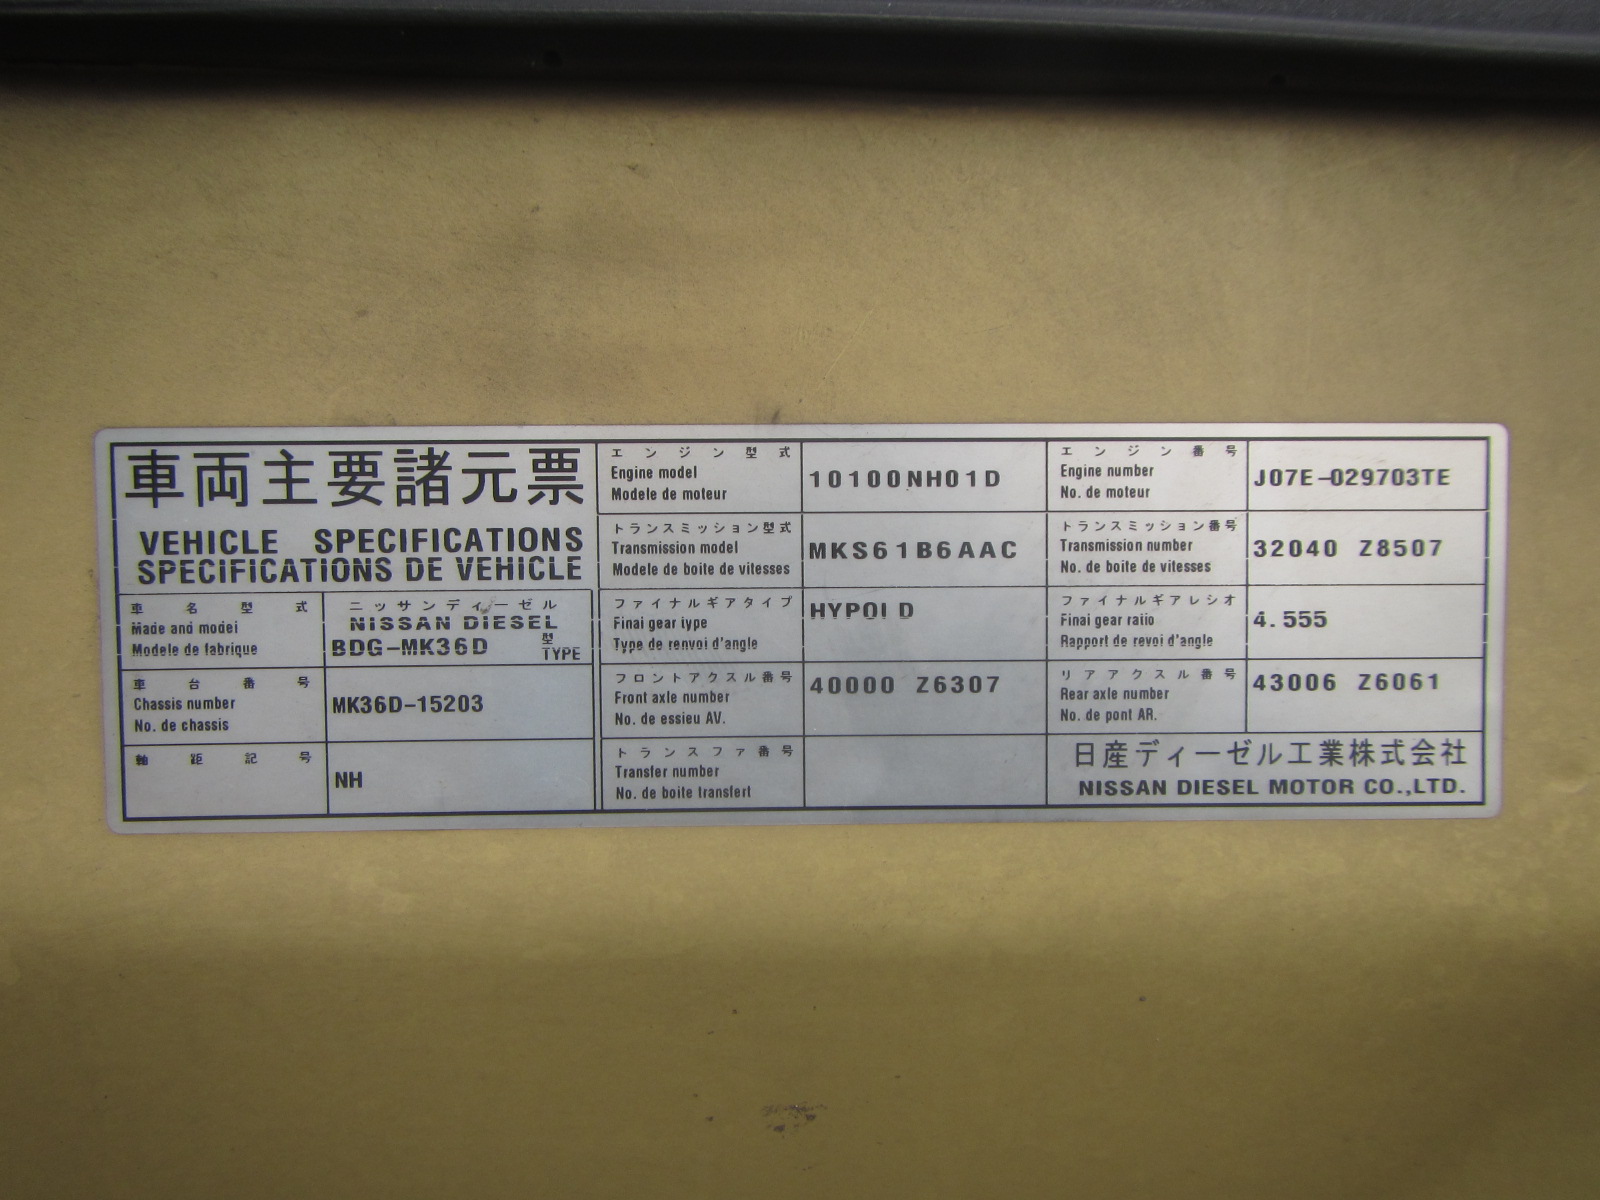 車両主要諸元票
VEHICLE SPECIFICATIONS
SPECIFICATIONS DE VEHICLE
車名型式
Made and model
Modele de fabrique
ニッサンディーゼル
NISSAN DIESEL
BDG-MK36D 型
TYPE
車台番号
Chassis number
No. de chassis
MK36D-15203
軸距記号
NH
エンジン型式
Engine model
Modele de moteur
10100NH01D
エンジン番号
Engine number
No. de moteur
J07E-029703TE
トランスミッション型式
Transmission model
Modele de boite de vitesses
MKS61B6AAC
トランスミッション番号
Transmission number
No. de boite de vitesses
32040 Z8507
ファイナルギアタイプ
Final gear type
Type de renvoi d'angle
HYPOID
ファイナルギアレシオ
Final gear ratio
Rapport de revoi d'angle
4.555
フロントアクスル番号
Front axle number
No. de essieu AV.
40000 Z6307
リアアクスル番号
Rear axle number
No. de pont AR.
43006 Z6061
トランスファ番号
Transfer number
No. de boite transfert
日産ディーゼル工業株式会社
NISSAN DIESEL MOTOR CO.,LTD.